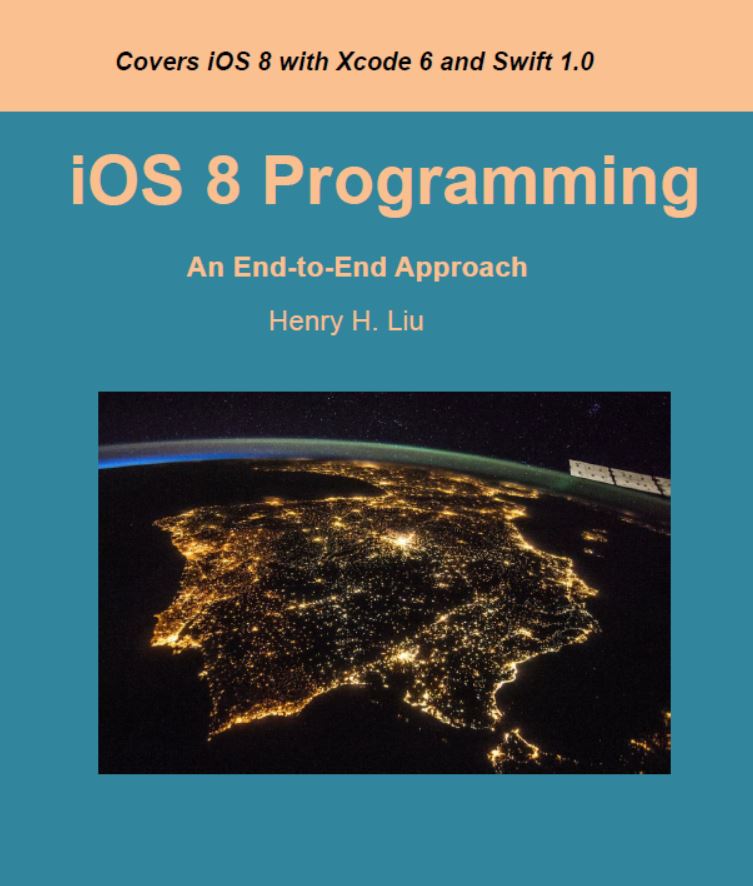 Covers iOS 8 with Xcode 6 and Swift 1.0
iOS 8 Programming
An End-to-End Approach
Henry H. Liu